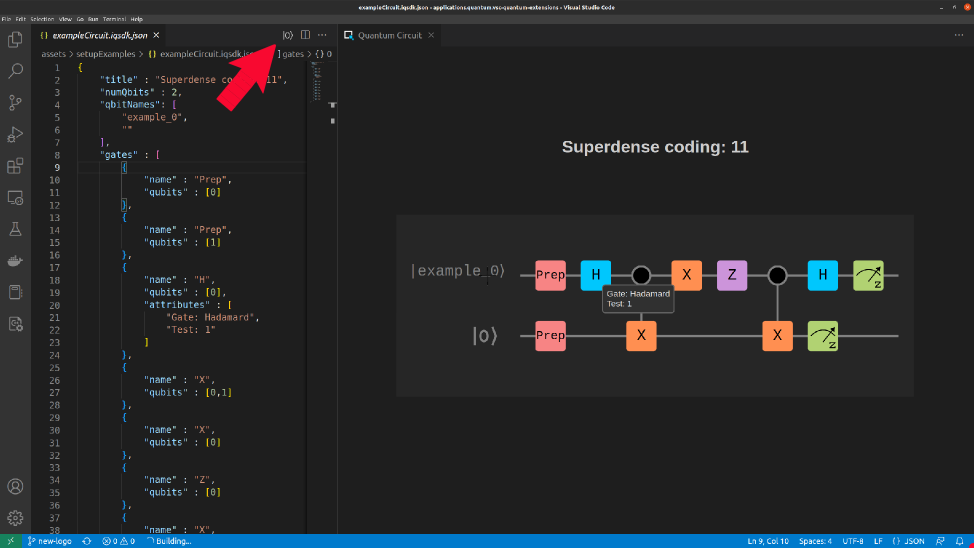 exampleCircuit.iqsdk.json - applications.quantum.vsc-quantum-extensions - Visual Studio Code
File Edit Selection View Go Run Terminal Help
{} exampleCircuit.iqsdk.json
Quantum Circuit
assets > setupExamples > {} exampleCircuit.iqsdk.js
] gates > {} 0
1 {
2 "title" : "Superdense co 11",
3 "numQbits" : 2,
4 "qbitNames": [
5 "example_0",
6 ""
7 ],
8 "gates" : [
9 {
10 "name" : "Prep",
11 "qubits" : [0]
12 },
13 {
14 "name" : "Prep",
15 "qubits" : [1]
16 },
17 {
18 "name" : "H",
19 "qubits" : [0],
20 "attributes" : [
21 "Gate: Hadamard",
22 "Test: 1"
23 ]
24 },
25 {
26 "name" : "X",
27 "qubits" : [0,1]
28 },
29 {
30 "name" : "X",
31 "qubits" : [0]
32 },
33 {
34 "name" : "Z",
35 "qubits" : [0]
36 },
37 {
38 "name" : "X",
Superdense coding: 11
|example_0⟩ Prep H X Z H z
Gate: Hadamard
Test: 1
|0⟩ Prep X X z
new-logo 0 0 Building...
Ln 9, Col 10 Spaces: 4 UTF-8 LF {} JSON